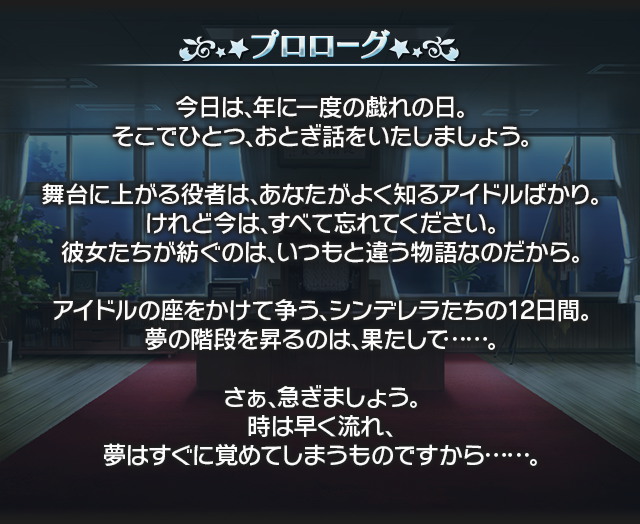 プロローグ
今日は、年に一度の戯れの日。
そこでひとつ、おとぎ話をいたしましょう。
舞台に上がる役者は、あなたがよく知るアイドルばかり。
けれど今は、すべて忘れてください。
彼女たちが紡ぐのは、いつもと違う物語なのだから。
アイドルの座をかけて争う、シンデレラたちの12日間。
夢の階段を昇るのは、果たして……。
さぁ、急ぎましょう。
時は早く流れ、
夢はすぐに覚めてしまうものですから……。